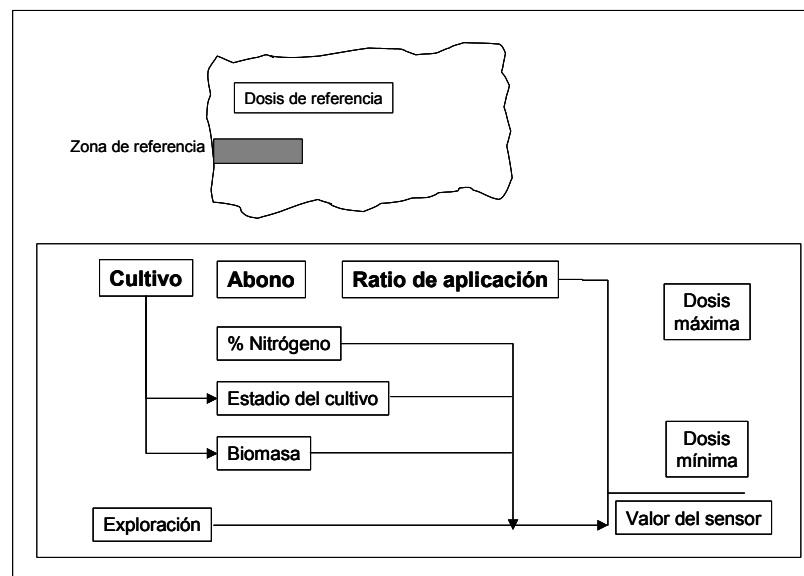 Dosis de referencia
Zona de referencia
Cultivo
Abono
Ratio de aplicación
Dosis
máxima
% Nitrógeno
Estadio del cultivo
Biomasa
Dosis
mínima
Exploración
Valor del sensor